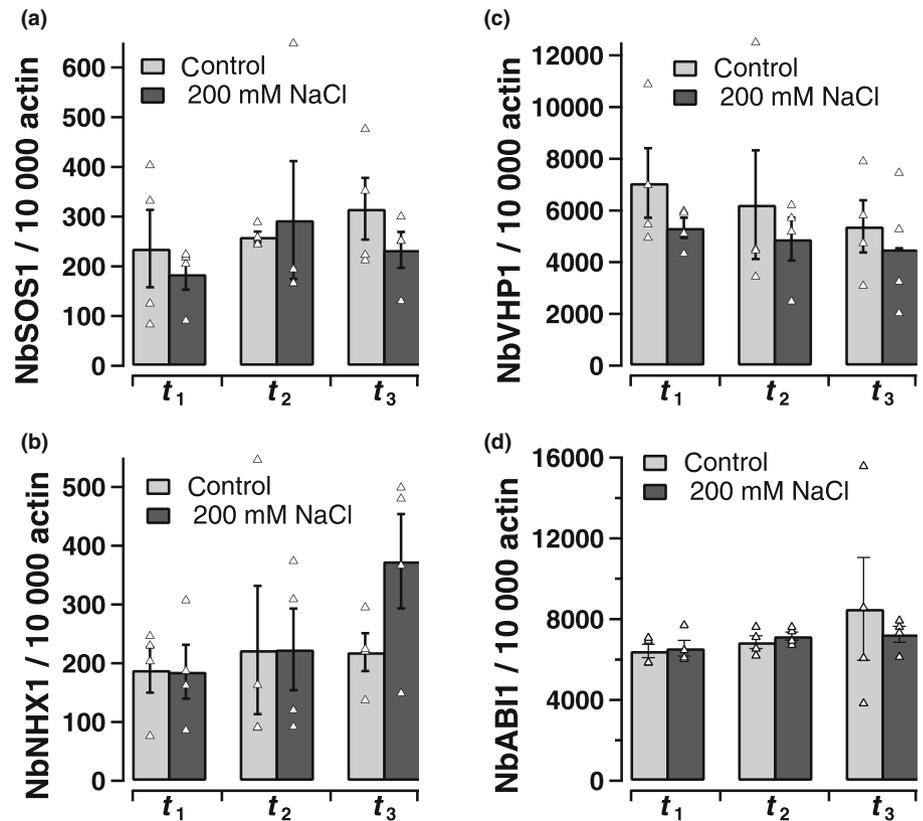 (a)
NbSOS1 / 10 000 actin
600
500
400
300
200
100
0
Control
200 mM NaCl
t1 t2 t3
(c)
NbVHP1 / 10 000 actin
12000
10000
8000
6000
4000
2000
0
Control
200 mM NaCl
t1 t2 t3
(b)
NbNHX1 / 10 000 actin
500
400
300
200
100
0
Control
200 mM NaCl
t1 t2 t3
(d)
NbABI1 / 10 000 actin
16000
12000
8000
4000
0
Control
200 mM NaCl
t1 t2 t3